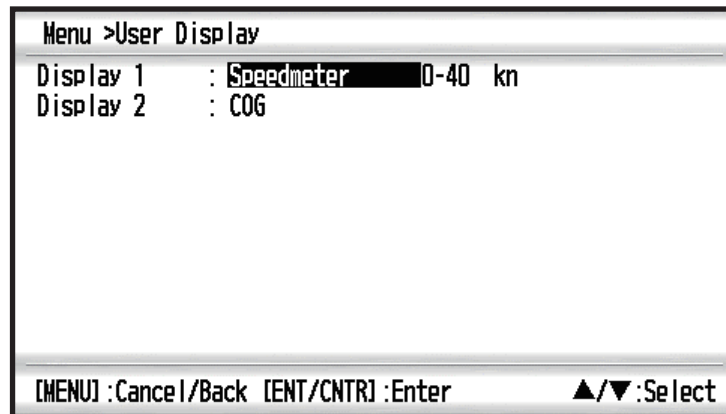 Menu >User Display
Display 1 : Speedmeter 0-40 kn
Display 2 : COG
[MENU]:Cancel/Back [ENT/CNTR]:Enter ▲/▼:Select